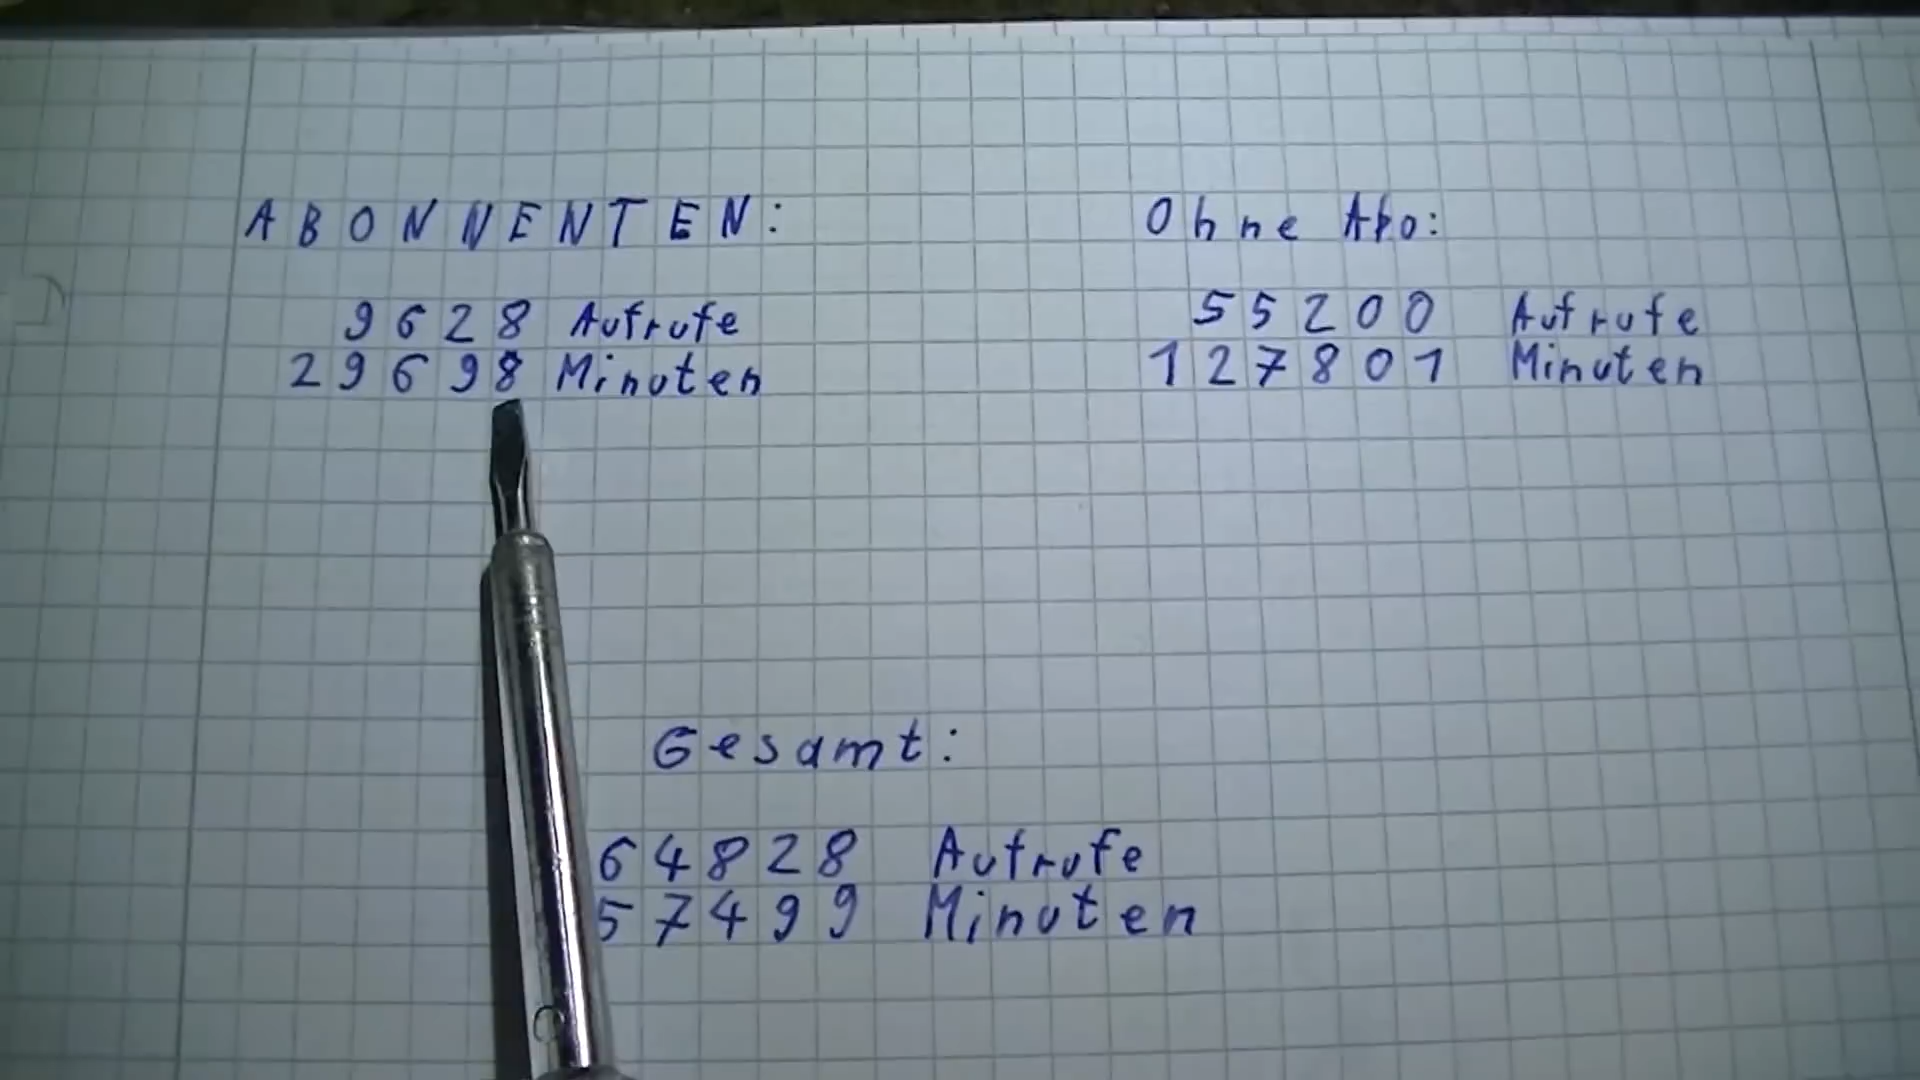 ABONNENTEN:
9628 Aufrufe
29698 Minuten
Ohne Abo:
55200 Aufrufe
127801 Minuten
Gesamt:
64828 Aufrufe
57499 Minuten